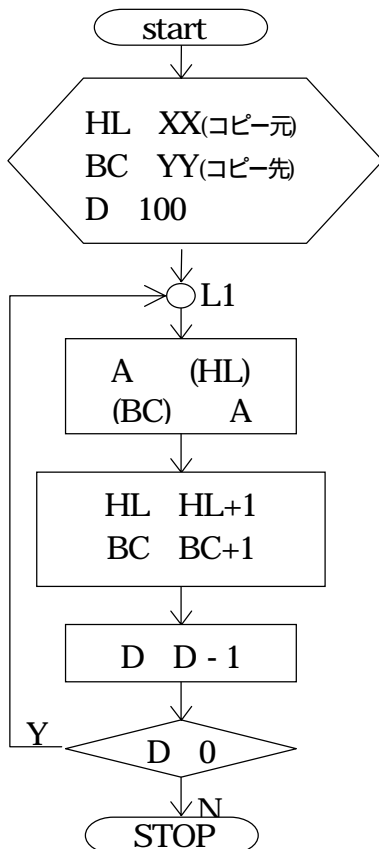 start
HL XX(コピー元)
BC YY(コピー先)
D 100
L1
A (HL)
(BC) A
HL HL+1
BC BC+1
D D - 1
Y
D 0
N
STOP